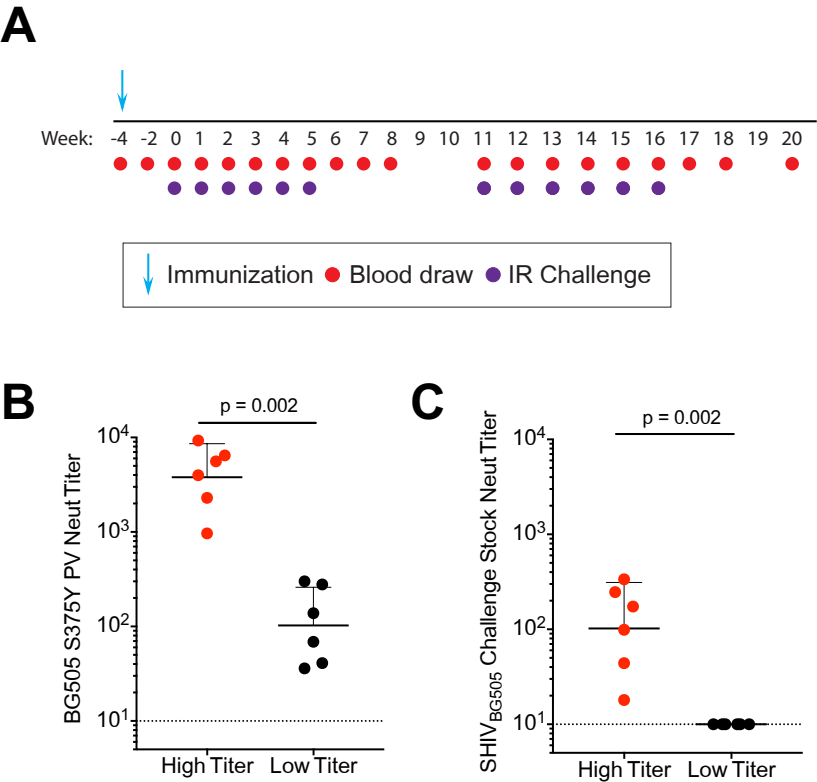 A
Week: -4 -2 0 1 2 3 4 5 6 7 8 9 10 11 12 13 14 15 16 17 18 19 20
Immunization Blood draw IR Challenge
B
p = 0.002
BG505 S375Y PV Neut Titer
10⁴
10³
10²
10¹
High Titer Low Titer
C
p = 0.002
SHIV_BG505 Challenge Stock Neut Titer
10⁴
10³
10²
10¹
High Titer Low Titer